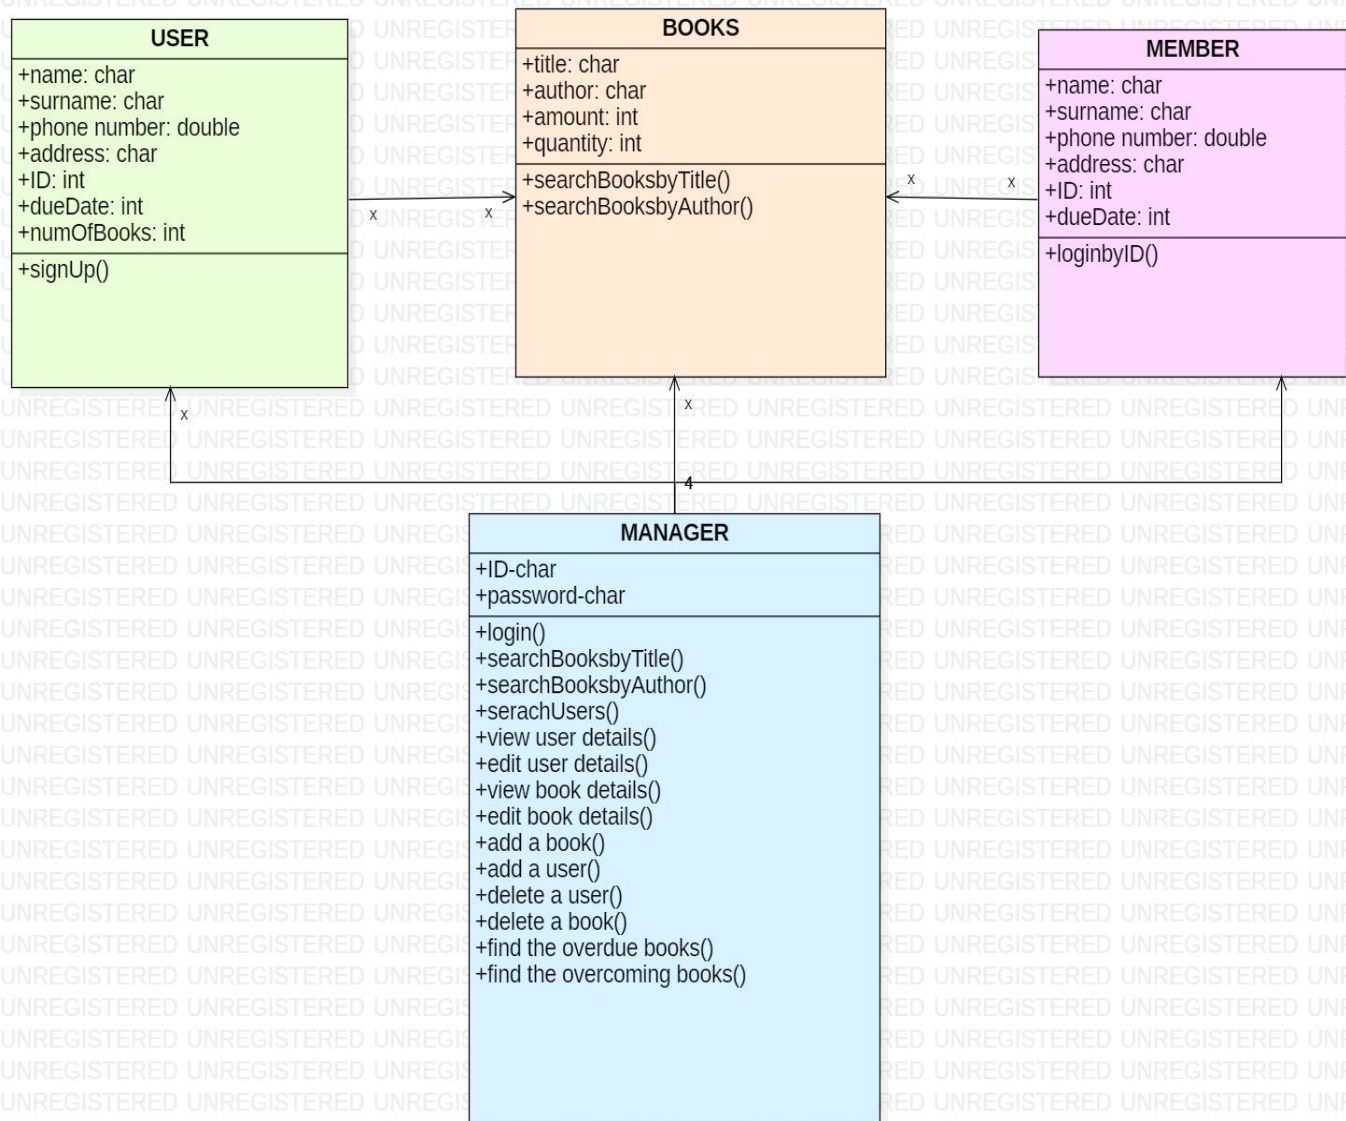 USER
+name: char
+surname: char
+phone number: double
+address: char
+ID: int
+dueDate: int
+numOfBooks: int
+signUp()
BOOKS
+title: char
+author: char
+amount: int
+quantity: int
+searchBooksbyTitle()
+searchBooksbyAuthor()
MEMBER
+name: char
+surname: char
+phone number: double
+address: char
+ID: int
+dueDate: int
+loginbyID()
x
x
x
x
x
x
4
MANAGER
+ID-char
+password-char
+login()
+searchBooksbyTitle()
+searchBooksbyAuthor()
+serachUsers()
+view user details()
+edit user details()
+view book details()
+edit book details()
+add a book()
+add a user()
+delete a user()
+delete a book()
+find the overdue books()
+find the overcoming books()
UNREGISTERED